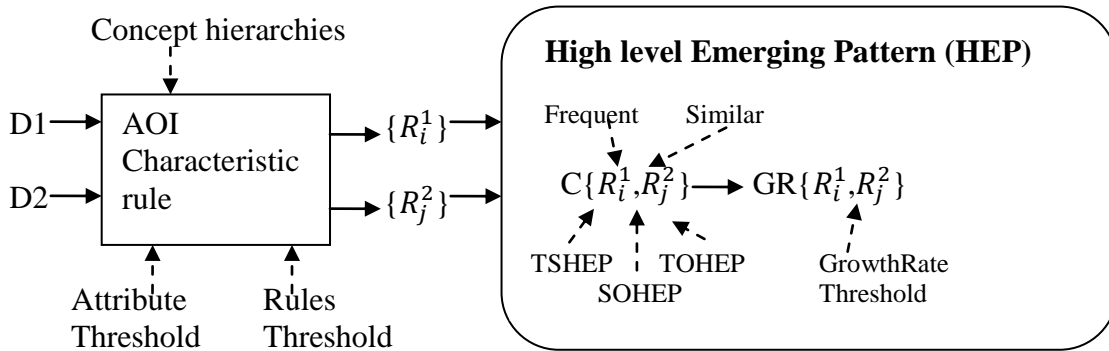 Concept hierarchies
High level Emerging Pattern (HEP)
D1
D2
AOI
Characteristic
rule
{R_i^1}
{R_j^2}
Frequent
Similar
C{R_i^1,R_j^2}
GR{R_i^1,R_j^2}
TSHEP
SOHEP
TOHEP
GrowthRate
Threshold
Attribute
Threshold
Rules
Threshold